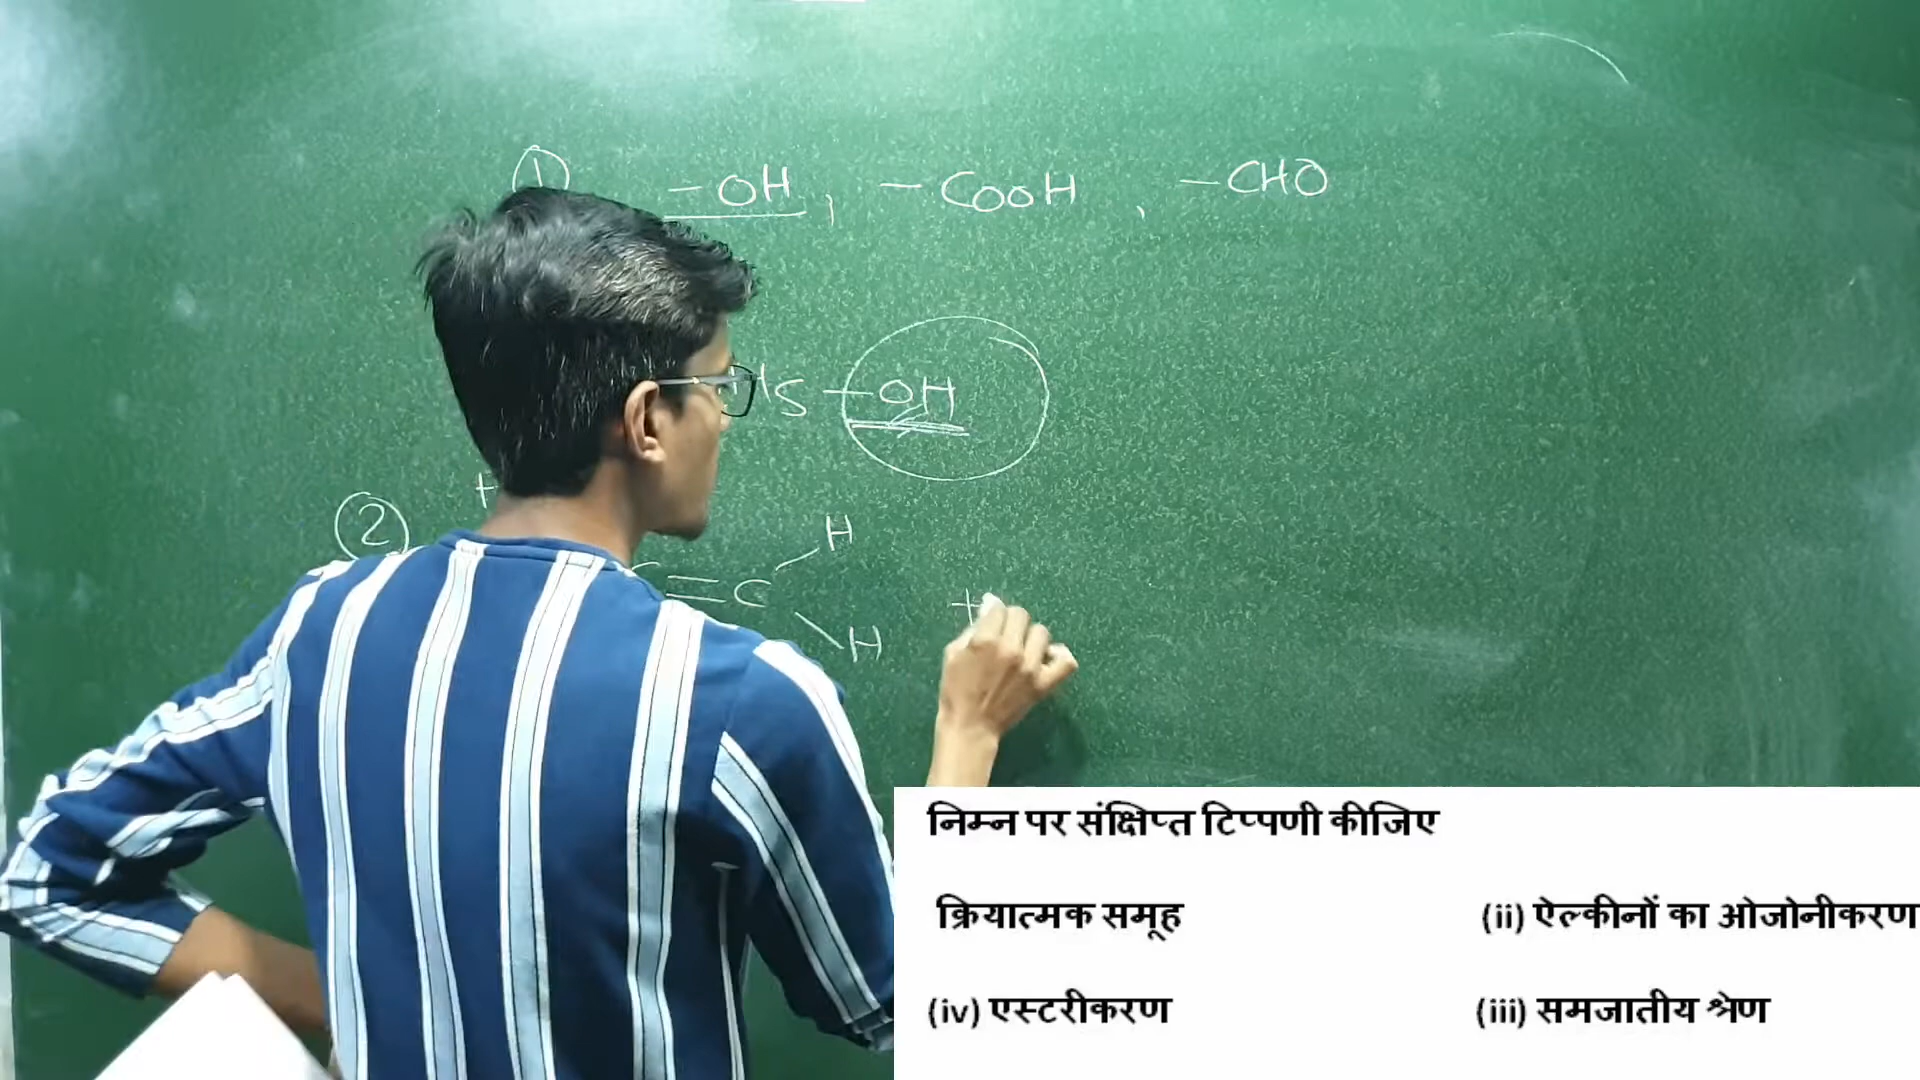 1 -OH, -COOH, -CHO
-OH
2
H
C=C
H
+
निम्न पर संक्षिप्त टिप्पणी कीजिए
क्रियात्मक समूह (ii) ऐल्कीनों का ओजोनीकरण
(iv) एस्टरीकरण (iii) समजातीय श्रेण